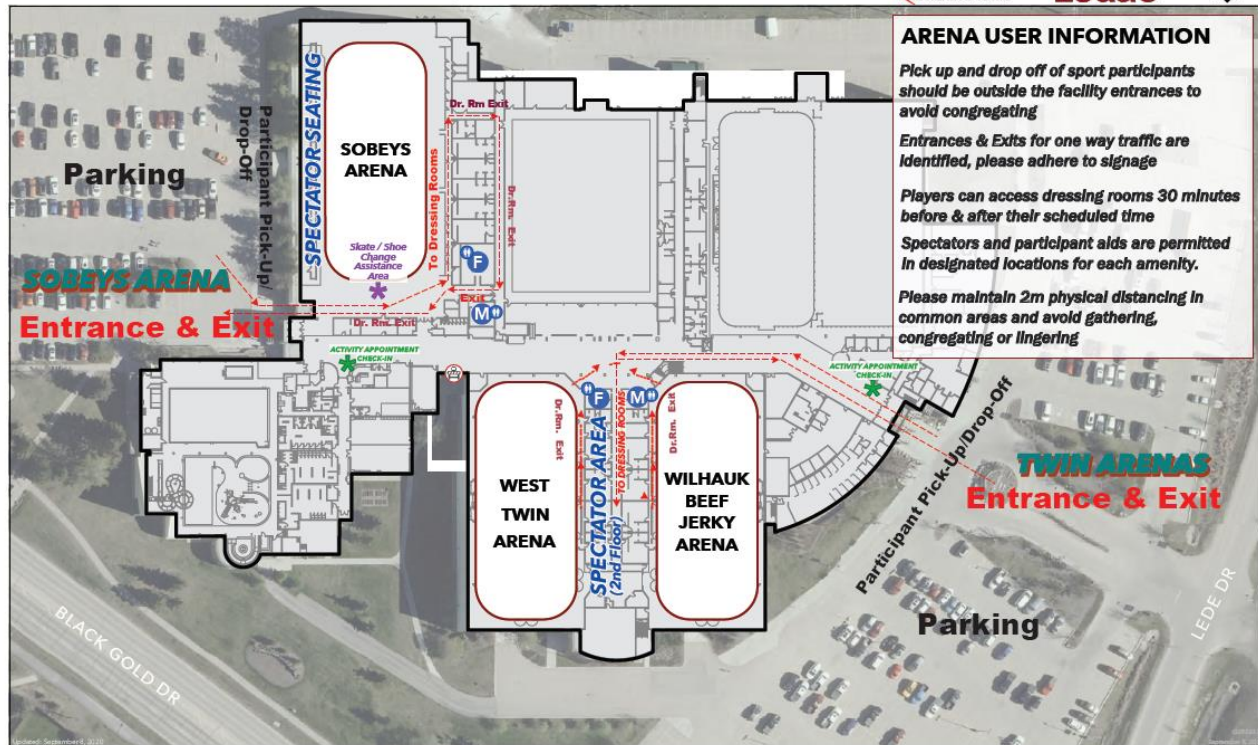 Leduc
ARENA USER INFORMATION
Pick up and drop off of sport participants
should be outside the facility entrances to
avoid congregating
Entrances & Exits for one way traffic are
identified, please adhere to signage
Players can access dressing rooms 30 minutes
before & after their scheduled time
Spectators and participant aids are permitted
in designated locations for each amenity.
Please maintain 2m physical distancing in
common areas and avoid gathering,
congregating or lingering
Parking
Participant Pick-Up/
Drop-Off
SPECTATOR SEATING
SOBEYS
ARENA
Skate / Shoe
Change
Assistance
Area
To Dressing Rooms
Dr. Rm Exit
Dr.Rm. Exit
F
Exit
M
Dr. Rm. Exit
SOBEYS ARENA
Entrance & Exit
ACTIVITY APPOINTMENT
CHECK-IN
ACTIVITY APPOINTMENT
CHECK-IN
F
M
Dr.Rm. Exit
TO DRESSING ROOMS
Dr.Rm. Exit
WEST
TWIN
ARENA
SPECTATOR AREA
(2nd Floor)
WILHAUK
BEEF
JERKY
ARENA
Participant Pick-Up/Drop-Off
TWIN ARENAS
Entrance & Exit
Parking
BLACK GOLD DR
LEDE DR
Updated: September 8, 2020